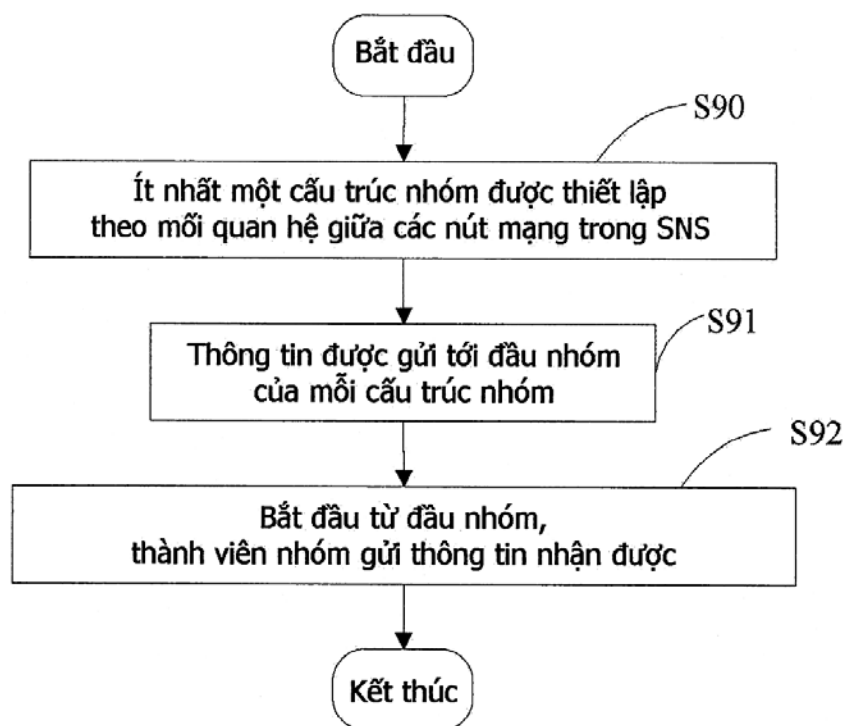 Bắt đầu
S90
Ít nhất một cấu trúc nhóm được thiết lập
theo mối quan hệ giữa các nút mạng trong SNS
S91
Thông tin được gửi tới đầu nhóm
của mỗi cấu trúc nhóm
S92
Bắt đầu từ đầu nhóm,
thành viên nhóm gửi thông tin nhận được
Kết thúc